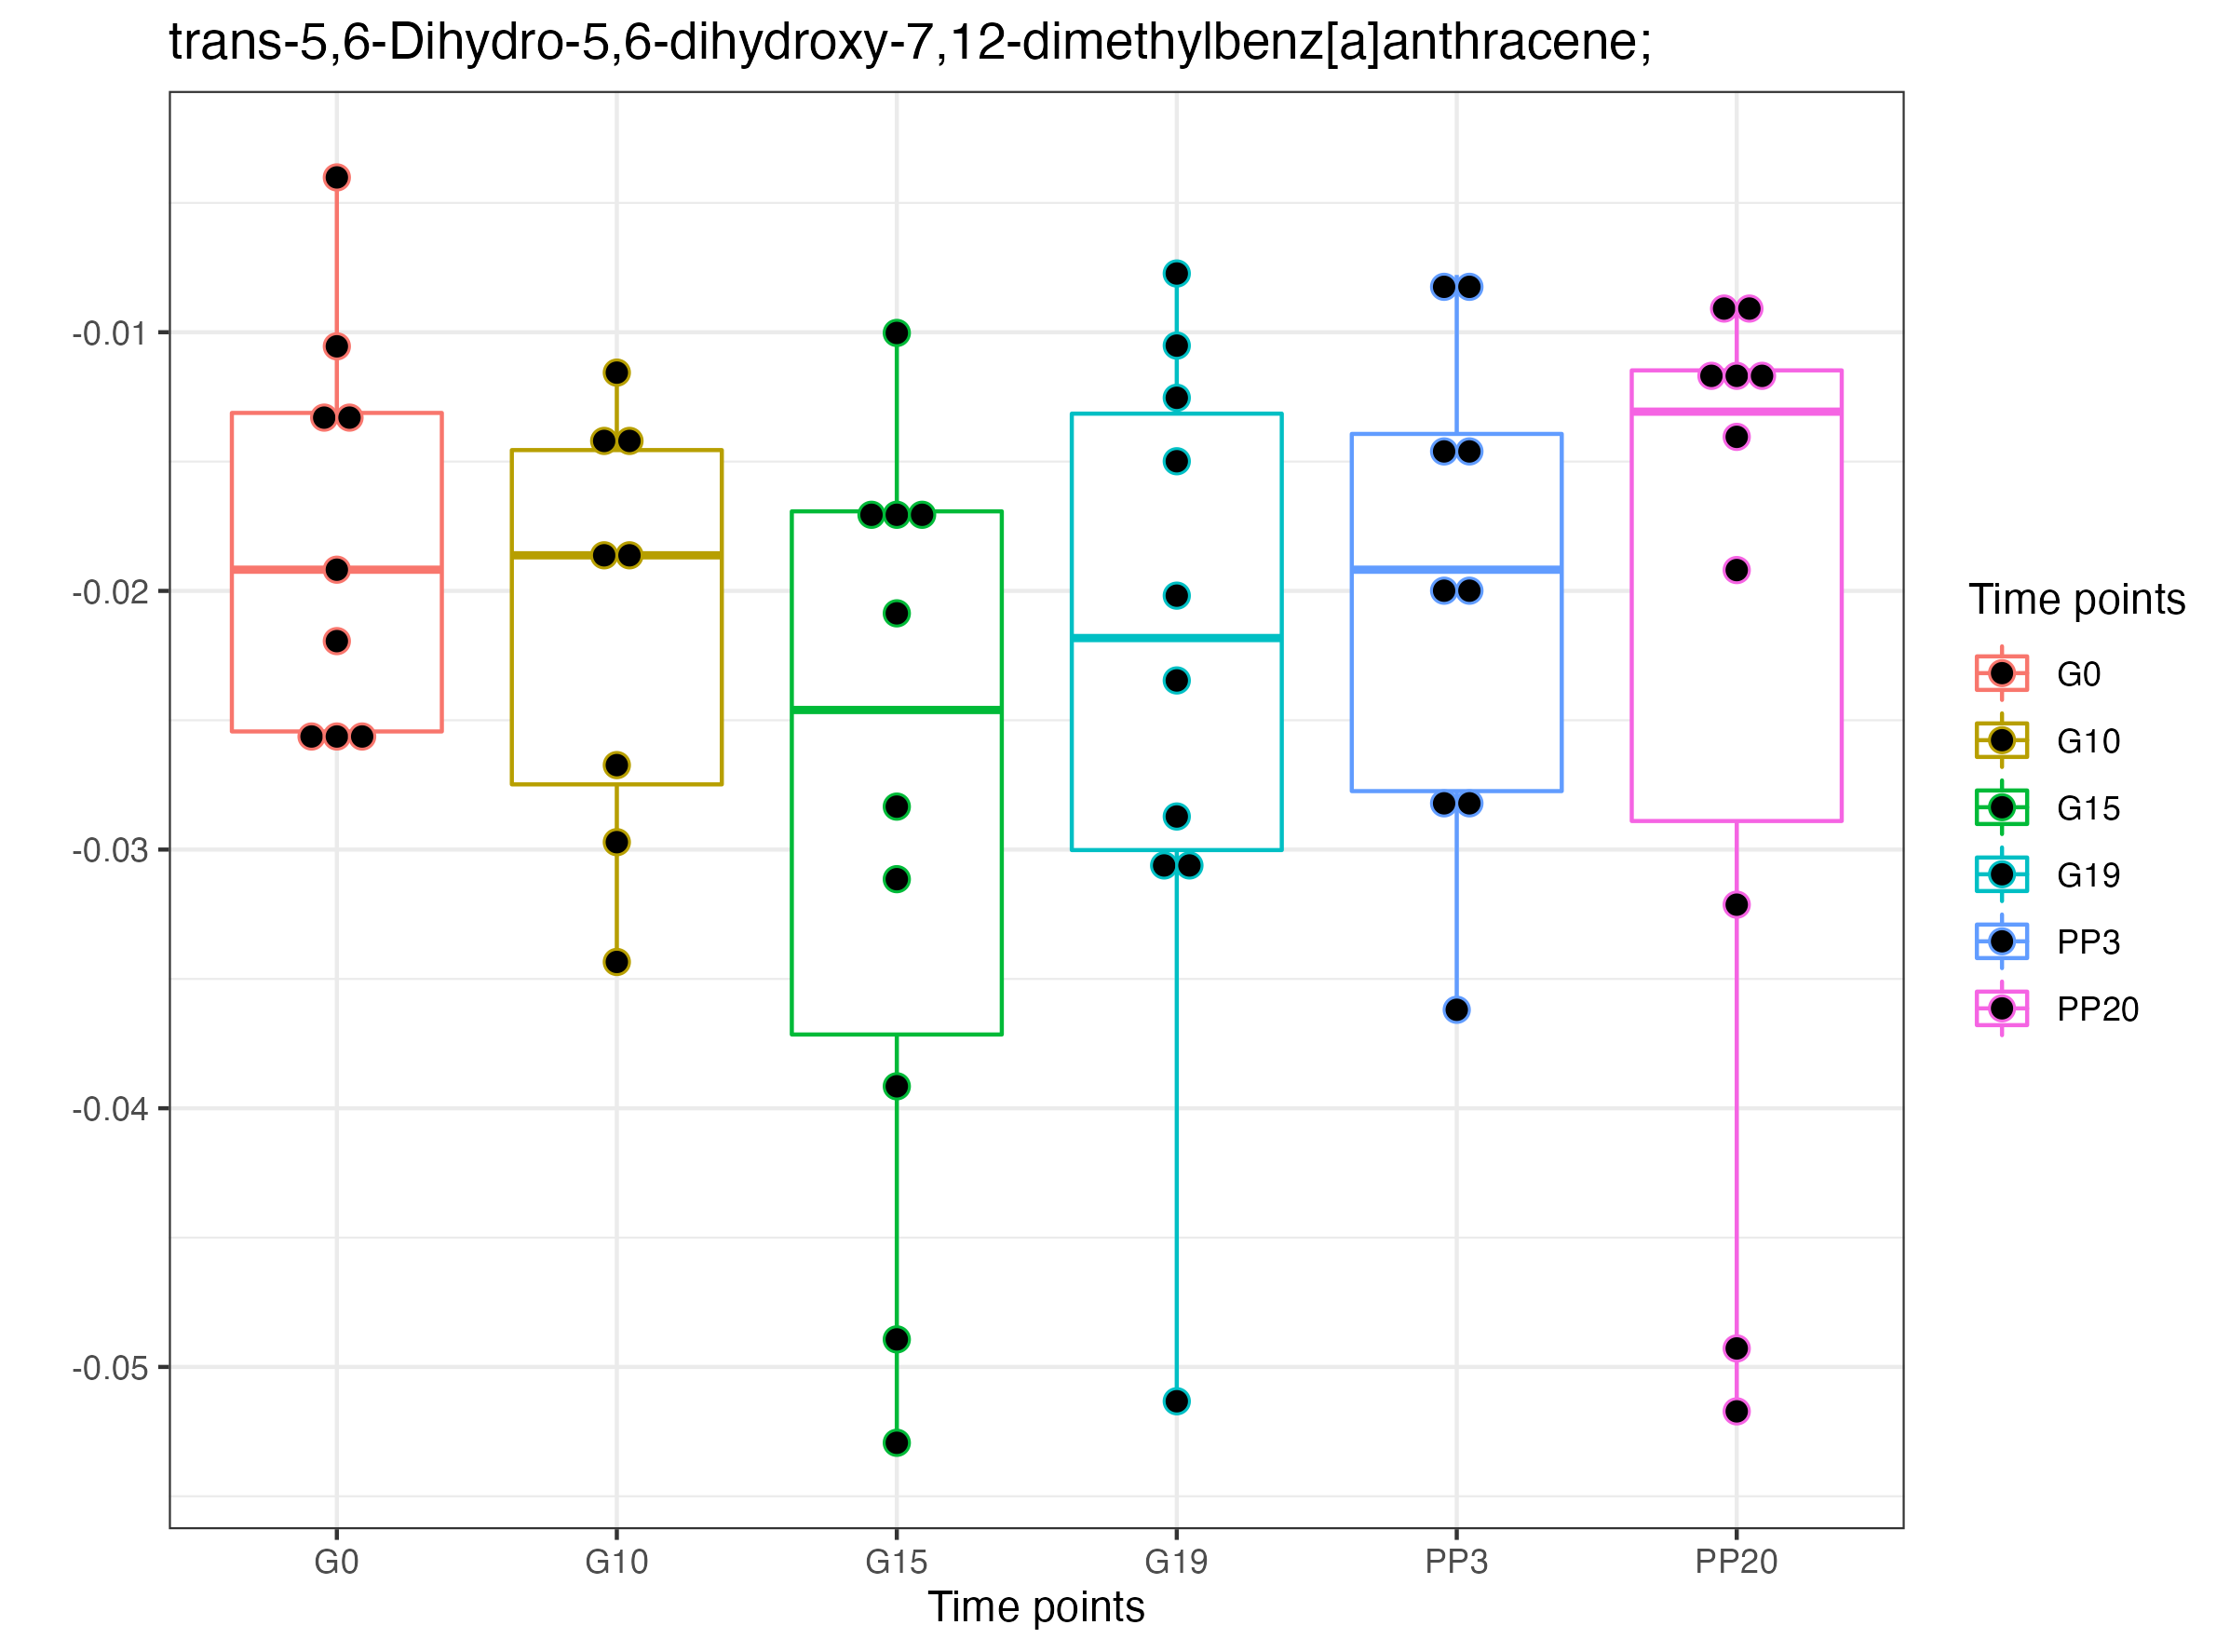 trans-5,6-Dihydro-5,6-dihydroxy-7,12-dimethylbenz[a]anthracene;
-0.01
-0.02
-0.03
-0.04
-0.05
G0
G10
G15
G19
PP3
PP20
Time points
Time points
G0
G10
G15
G19
PP3
PP20